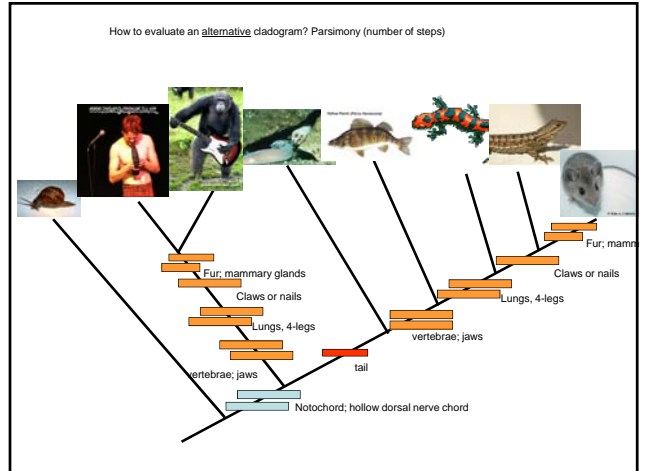 How to evaluate an alternative cladogram? Parsimony (number of steps)
Fur; mamm
Fur; mammary glands
Claws or nails
Claws or nails
Lungs, 4-legs
Lungs, 4-legs
vertebrae; jaws
tail
vertebrae; jaws
Notochord; hollow dorsal nerve chord